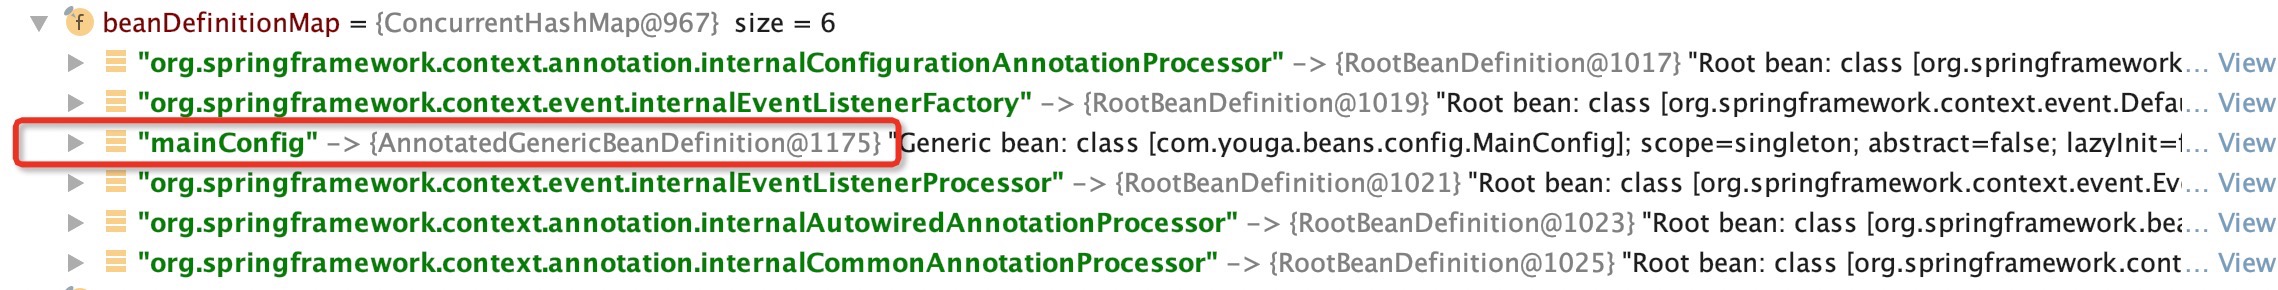 f beanDefinitionMap = {ConcurrentHashMap@967} size = 6
"org.springframework.context.annotation.internalConfigurationAnnotationProcessor" -> {RootBeanDefinition@1017} "Root bean: class [org.springframework... View
"org.springframework.context.event.internalEventListenerFactory" -> {RootBeanDefinition@1019} "Root bean: class [org.springframework.context.event.Defau... View
"mainConfig" -> {AnnotatedGenericBeanDefinition@1175} "Generic bean: class [com.youga.beans.config.MainConfig]; scope=singleton; abstract=false; lazyInit=f... View
"org.springframework.context.event.internalEventListenerProcessor" -> {RootBeanDefinition@1021} "Root bean: class [org.springframework.context.event.Eve... View
"org.springframework.context.annotation.internalAutowiredAnnotationProcessor" -> {RootBeanDefinition@1023} "Root bean: class [org.springframework.bea... View
"org.springframework.context.annotation.internalCommonAnnotationProcessor" -> {RootBeanDefinition@1025} "Root bean: class [org.springframework.cont... View